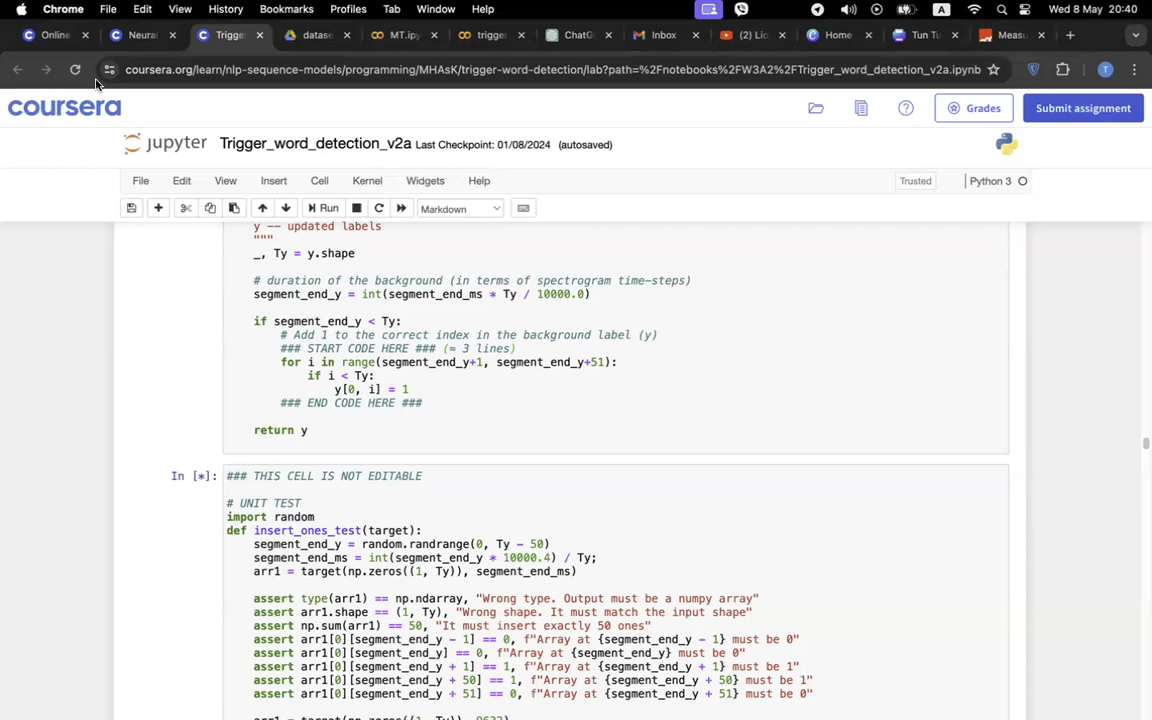 Chrome File Edit View History Bookmarks Profiles Tab Window Help A Wed 8 May 20:40
Online Neural Trigge datase MT.ipy trigger ChatG Inbox (2) Lio Home Tun Tu Measu
coursera.org/learn/nlp-sequence-models/programming/MHAsK/trigger-word-detection/lab?path=%2Fnotebooks%2FW3A2%2FTrigger_word_detection_v2a.ipynb T
coursera Grades Submit assignment
jupyter Trigger_word_detection_v2a Last Checkpoint: 01/08/2024 (autosaved)
File Edit View Insert Cell Kernel Widgets Help Trusted Python 3
Run Markdown
y -- updated labels
"""
_, Ty = y.shape
# duration of the background (in terms of spectrogram time-steps)
segment_end_y = int(segment_end_ms * Ty / 10000.0)
if segment_end_y < Ty:
# Add 1 to the correct index in the background label (y)
### START CODE HERE ### (≈ 3 lines)
for i in range(segment_end_y+1, segment_end_y+51):
if i < Ty:
y[0, i] = 1
### END CODE HERE ###
return y
In [*]: ### THIS CELL IS NOT EDITABLE
# UNIT TEST
import random
def insert_ones_test(target):
segment_end_y = random.randrange(0, Ty - 50)
segment_end_ms = int(segment_end_y * 10000.4) / Ty;
arr1 = target(np.zeros((1, Ty)), segment_end_ms)
assert type(arr1) == np.ndarray, "Wrong type. Output must be a numpy array"
assert arr1.shape == (1, Ty), "Wrong shape. It must match the input shape"
assert np.sum(arr1) == 50, "It must insert exactly 50 ones"
assert arr1[0][segment_end_y - 1] == 0, f"Array at {segment_end_y - 1} must be 0"
assert arr1[0][segment_end_y] == 0, f"Array at {segment_end_y} must be 0"
assert arr1[0][segment_end_y + 1] == 1, f"Array at {segment_end_y + 1} must be 1"
assert arr1[0][segment_end_y + 50] == 1, f"Array at {segment_end_y + 50} must be 1"
assert arr1[0][segment_end_y + 51] == 0, f"Array at {segment_end_y + 51} must be 0"